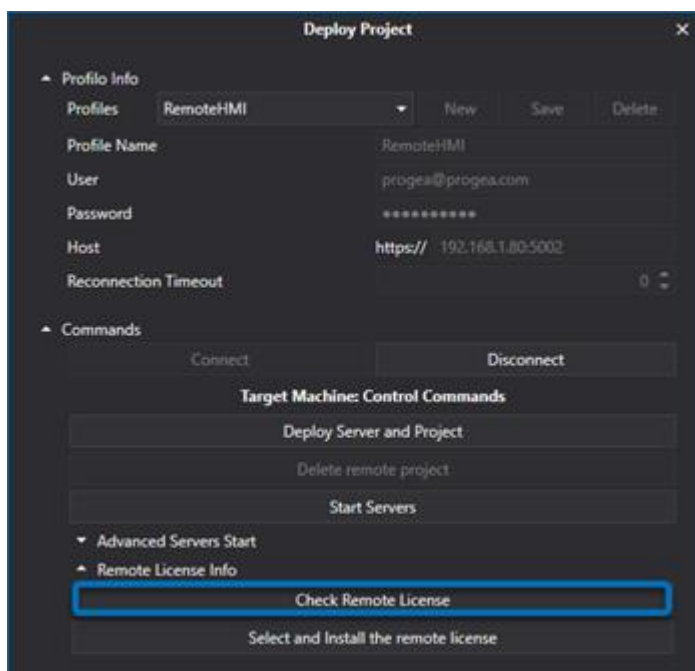 Deploy Project
Profilo Info
Profiles RemoteHMI New Save Delete
Profile Name RemoteHMI
User progea@progea.com
Password ••••••••••
Host https:// 192.168.1.80:5002
Reconnection Timeout 0
Commands
Connect Disconnect
Target Machine: Control Commands
Deploy Server and Project
Delete remote project
Start Servers
Advanced Servers Start
Remote License Info
Check Remote License
Select and Install the remote license